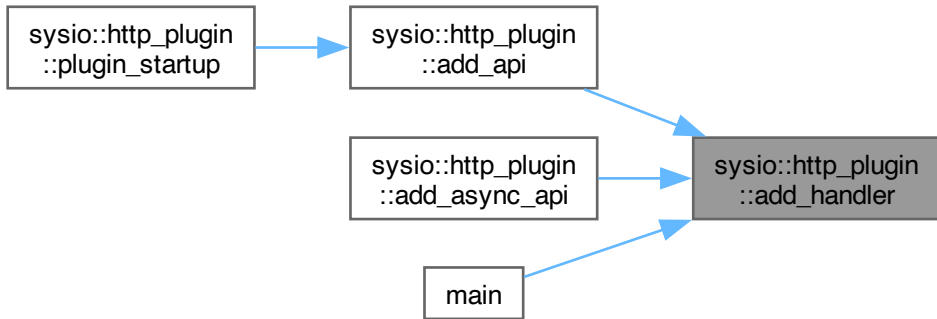 sysio::http_plugin
::plugin_startup
sysio::http_plugin
::add_api
sysio::http_plugin
::add_async_api
main
sysio::http_plugin
::add_handler